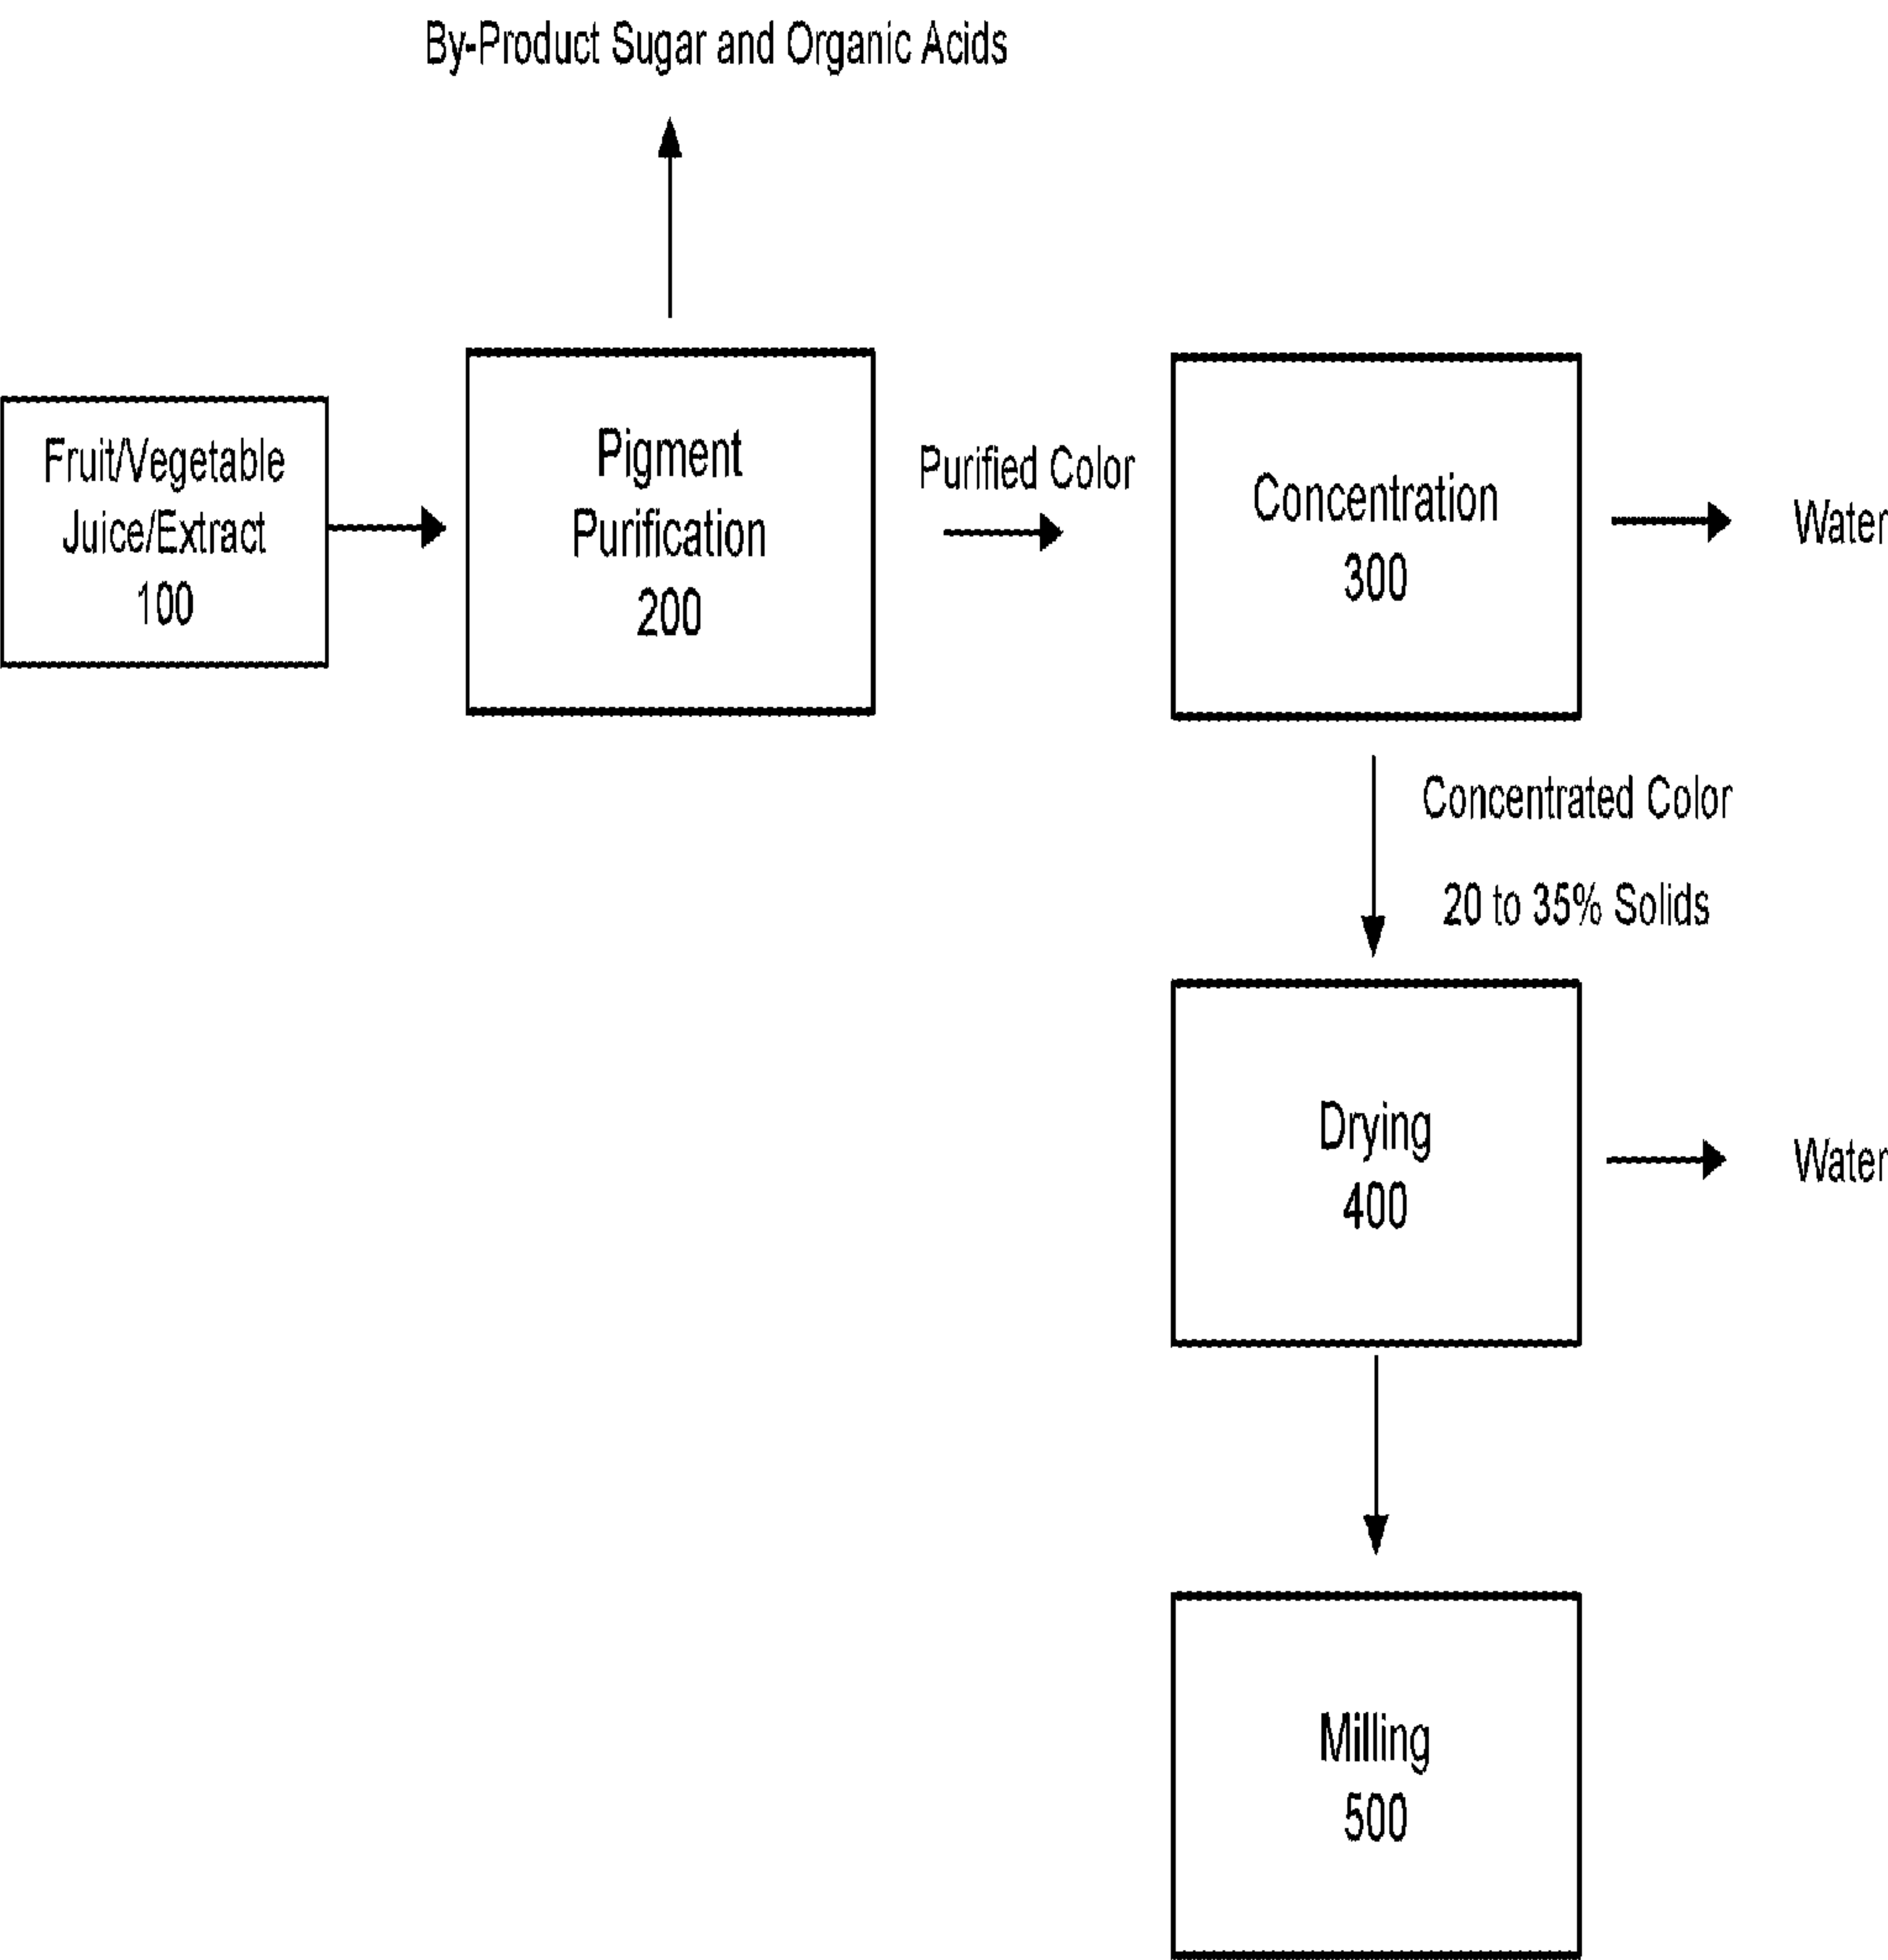 By-Product Sugar and Organic Acids
Fruit/Vegetable
Juice/Extract
100
Pigment
Purification
200
Purified Color
Concentration
300
Water
Concentrated Color
20 to 35% Solids
Drying
400
Water
Milling
500